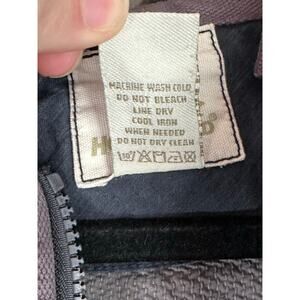 MACHINE WASH COLD
DO NOT BLEACH
LINE DRY
COOL IRON
WHEN NEEDED
DO NOT DRY CLEAN